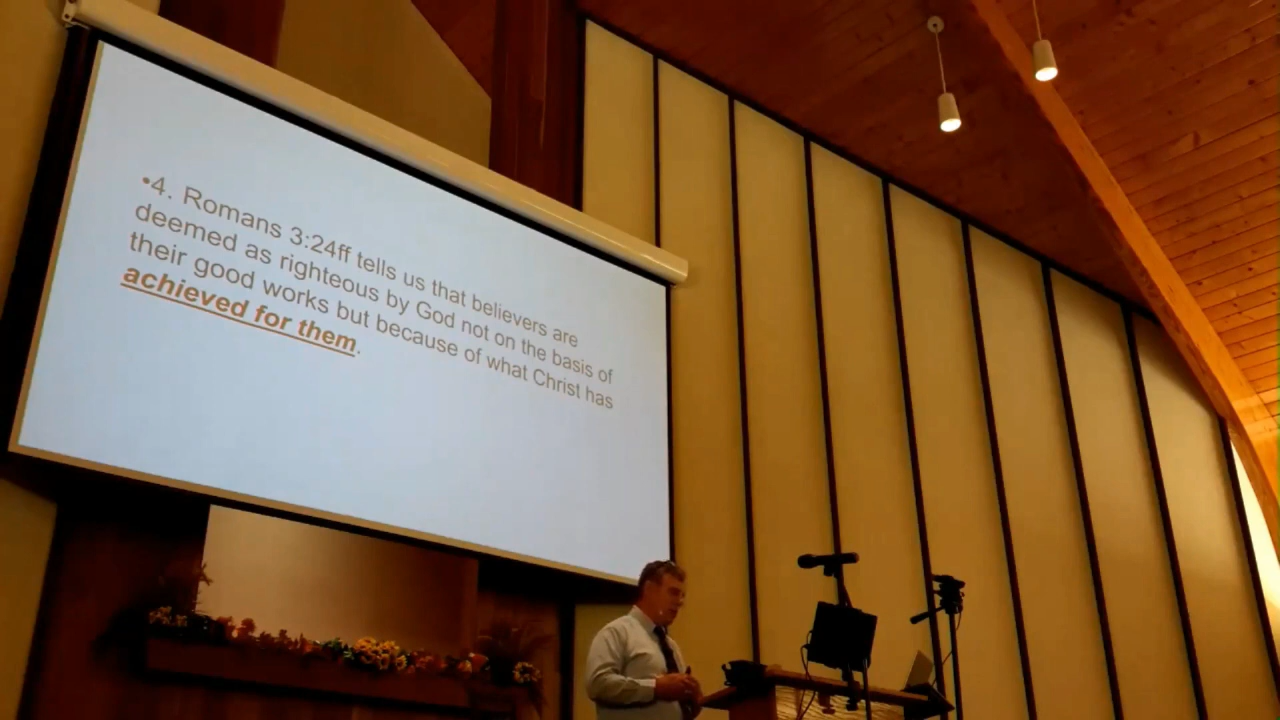 •4. Romans 3:24ff tells us that believers are
deemed as righteous by God not on the basis of
their good works but because of what Christ has
achieved for them.